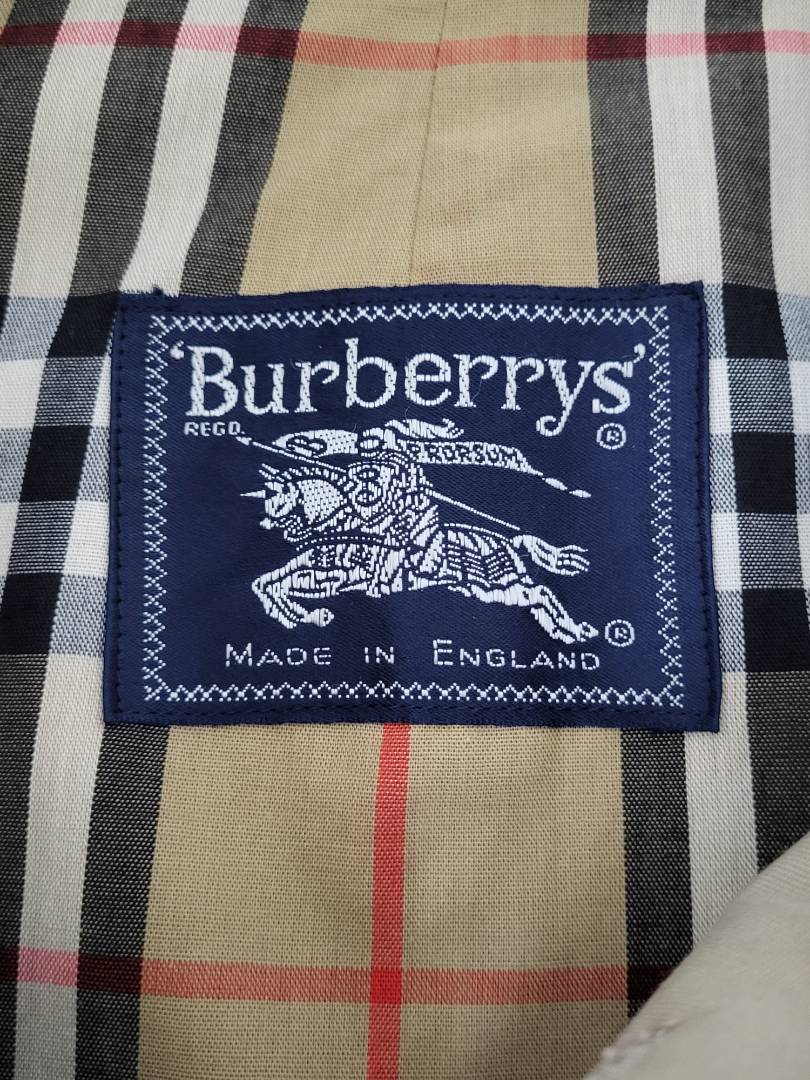 'Burberrys'
REGD.
®
PRORSUM
®
MADE IN ENGLAND